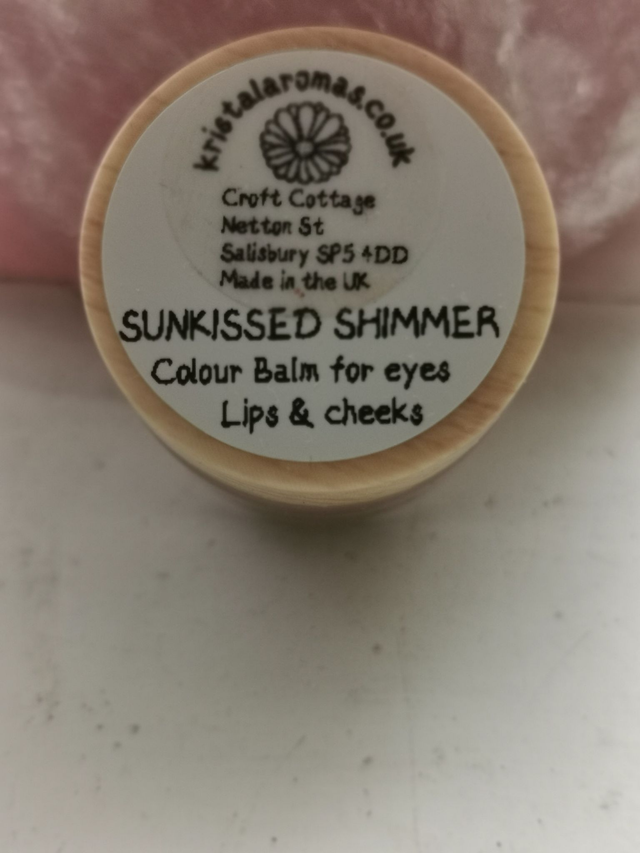 kristalaromas.co.uk
Croft Cottage
Netton St
Salisbury SP5 4DD
Made in the UK
SUNKISSED SHIMMER
Colour Balm for eyes
Lips & cheeks